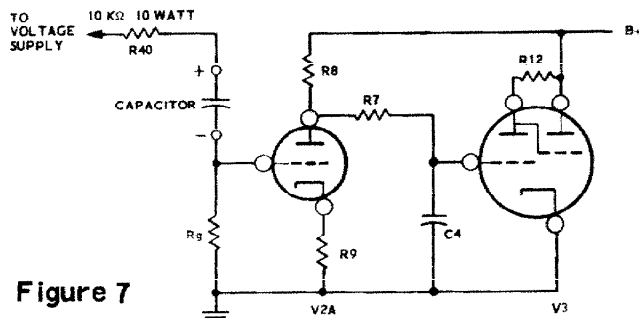 TO
VOLTAGE
SUPPLY
10 KΩ 10 WATT
R40
+
CAPACITOR
-
Rg
R8
R7
R9
C4
R12
B+
Figure 7
V2A
V3